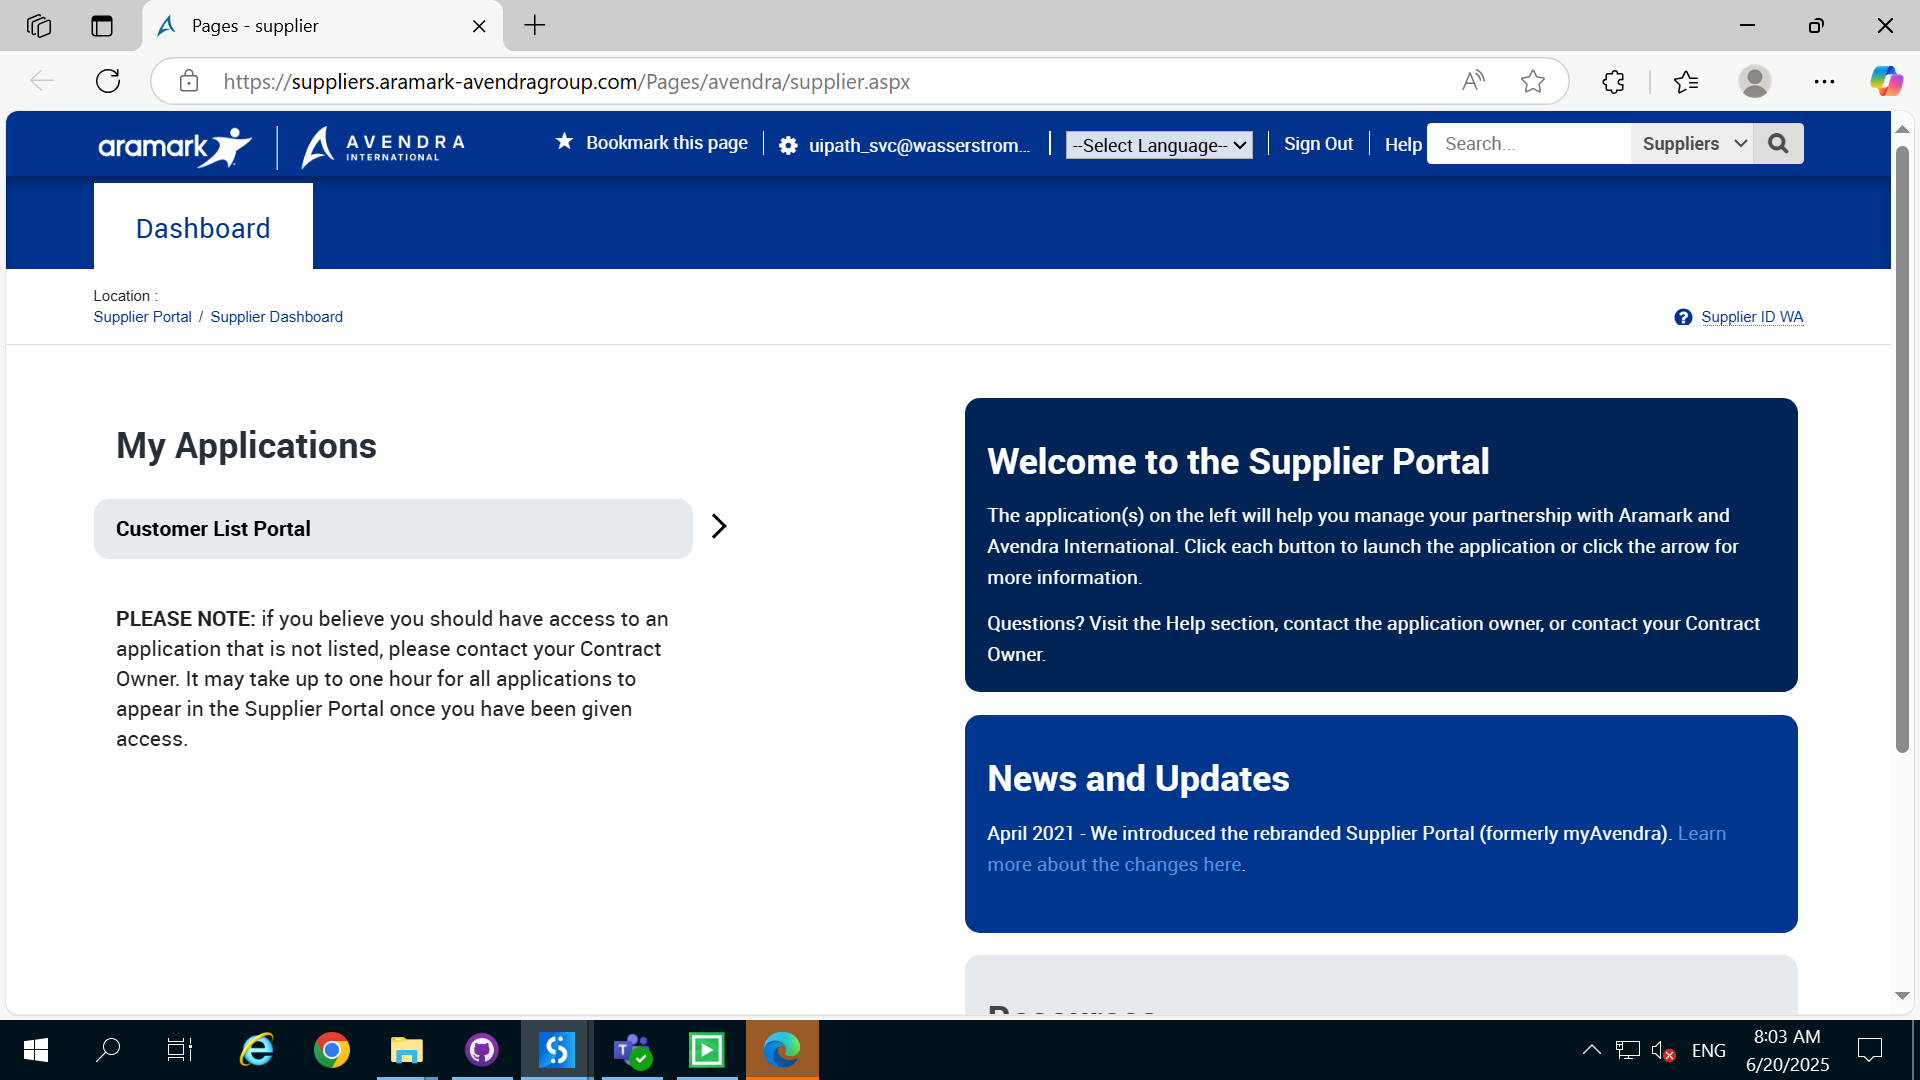 Pages - supplier
https://suppliers.aramark-avendragroup.com/Pages/avendra/supplier.aspx
aramark
AVENDRA
INTERNATIONAL
Bookmark this page
uipath_svc@wasserstrom...
--Select Language--
Sign Out
Help
Search...
Suppliers
Dashboard
Location :
Supplier Portal / Supplier Dashboard
Supplier ID WA
My Applications
Customer List Portal
PLEASE NOTE: if you believe you should have access to an
application that is not listed, please contact your Contract
Owner. It may take up to one hour for all applications to
appear in the Supplier Portal once you have been given
access.
Welcome to the Supplier Portal
The application(s) on the left will help you manage your partnership with Aramark and
Avendra International. Click each button to launch the application or click the arrow for
more information.
Questions? Visit the Help section, contact the application owner, or contact your Contract
Owner.
News and Updates
April 2021 - We introduced the rebranded Supplier Portal (formerly myAvendra). Learn
more about the changes here.
ENG
8:03 AM
6/20/2025